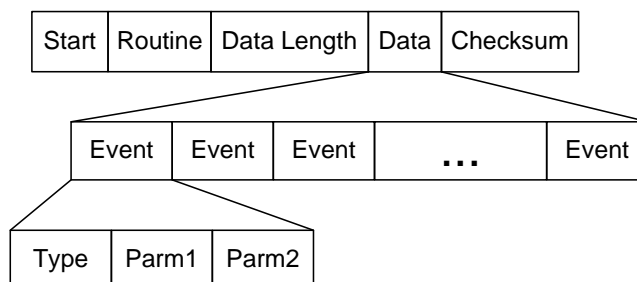 Start Routine Data Length Data Checksum
Event Event Event ... Event
Type Parm1 Parm2